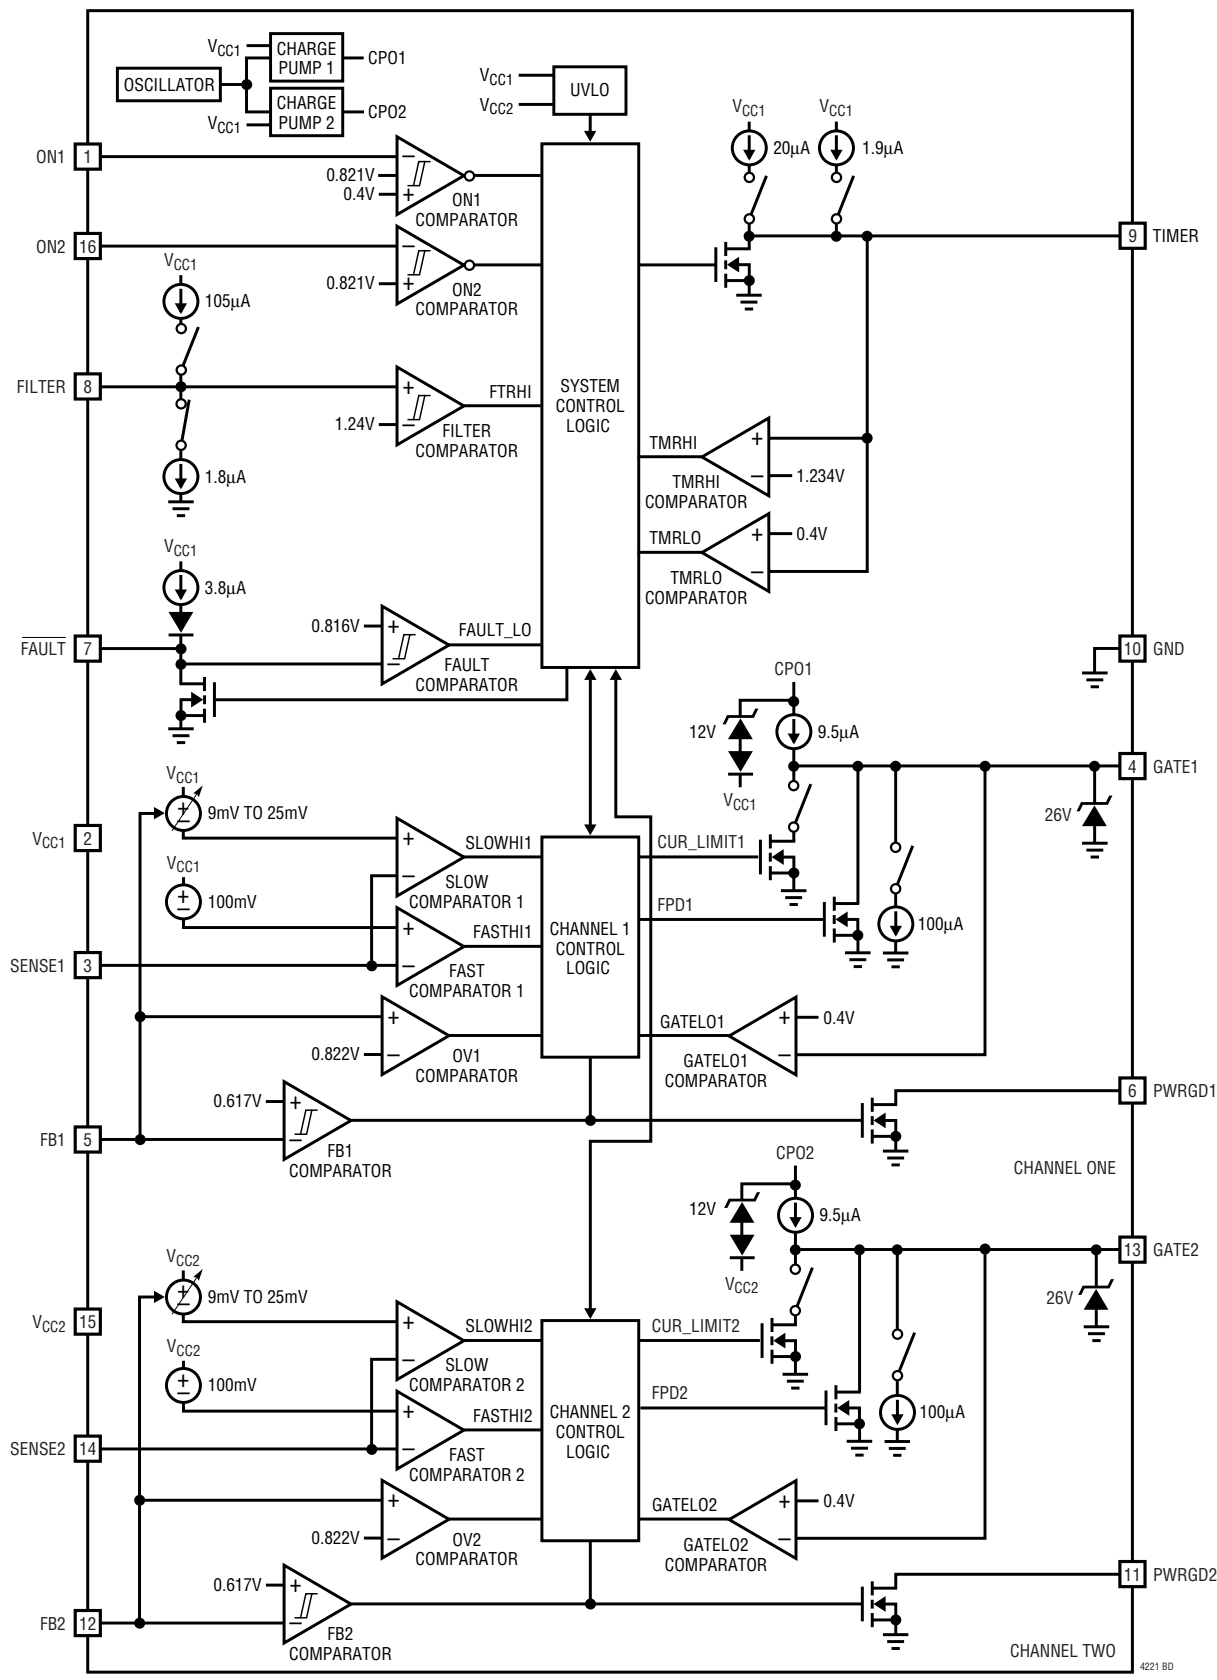 VCC1
CHARGE
PUMP 1
CPO1
OSCILLATOR
CHARGE
PUMP 2
CPO2
VCC1
VCC1
VCC2
UVLO
VCC1
20µA
VCC1
1.9µA
ON1 1
0.821V
0.4V
ON1
COMPARATOR
ON2 16
0.821V
ON2
COMPARATOR
9 TIMER
VCC1
105µA
FILTER 8
1.24V
FTRHI
FILTER
COMPARATOR
1.8µA
SYSTEM
CONTROL
LOGIC
TMRHI
1.234V
TMRHI
COMPARATOR
TMRLO
0.4V
TMRLO
COMPARATOR
VCC1
3.8µA
FAULT 7
0.816V
FAULT_LO
FAULT
COMPARATOR
10 GND
CPO1
12V
9.5µA
VCC1
4 GATE1
26V
VCC1
9mV TO 25mV
VCC1 2
VCC1
100mV
SLOWHI1
SLOW
COMPARATOR 1
FASTHI1
FAST
COMPARATOR 1
SENSE1 3
CHANNEL 1
CONTROL
LOGIC
CUR_LIMIT1
FPD1
100µA
0.822V
OV1
COMPARATOR
GATELO1
0.4V
GATELO1
COMPARATOR
0.617V
FB1 5
FB1
COMPARATOR
6 PWRGD1
CHANNEL ONE
CPO2
12V
9.5µA
VCC2
13 GATE2
26V
VCC2
9mV TO 25mV
VCC2 15
VCC2
100mV
SLOWHI2
SLOW
COMPARATOR 2
FASTHI2
FAST
COMPARATOR 2
SENSE2 14
CHANNEL 2
CONTROL
LOGIC
CUR_LIMIT2
FPD2
100µA
0.822V
OV2
COMPARATOR
GATELO2
0.4V
GATELO2
COMPARATOR
0.617V
FB2 12
FB2
COMPARATOR
11 PWRGD2
CHANNEL TWO
4221 BD